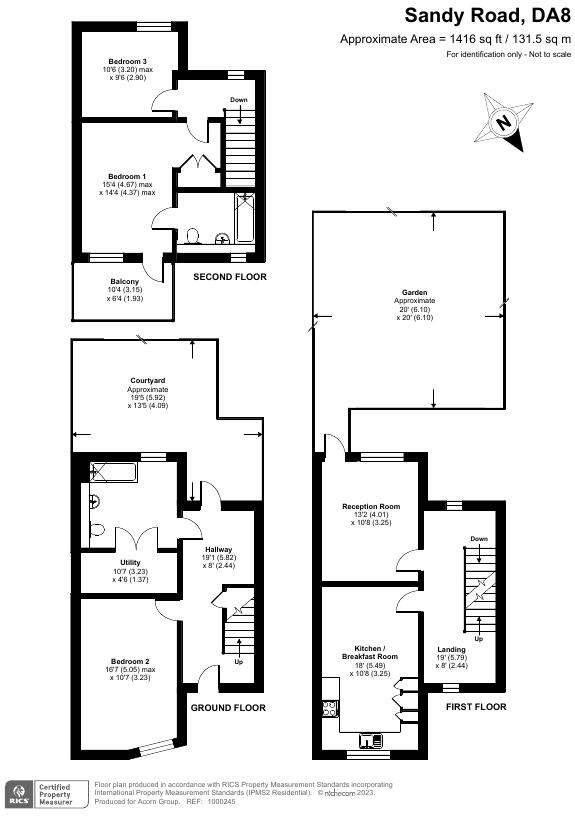 Sandy Road, DA8
Approximate Area = 1416 sq ft / 131.5 sq m
For identification only - Not to scale
N
Bedroom 3
10'6 (3.20) max
x 9'6 (2.90)
Down
Bedroom 1
15'4 (4.67) max
x 14'4 (4.37) max
Balcony
10'4 (3.15)
x 6'4 (1.93)
SECOND FLOOR
Garden
Approximate
20' (6.10)
x 20' (6.10)
Courtyard
Approximate
19'5 (5.92)
x 13'5 (4.09)
Hallway
19'1 (5.82)
x 8' (2.44)
Utility
10'7 (3.23)
x 4'6 (1.37)
Bedroom 2
16'7 (5.05) max
x 10'7 (3.23)
Up
GROUND FLOOR
Reception Room
13'2 (4.01)
x 10'8 (3.25)
Down
Kitchen /
Breakfast Room
18' (5.49)
x 10'8 (3.25)
Up
Landing
19' (5.79)
x 8' (2.44)
FIRST FLOOR
RICS
Certified
Property
Measurer
Floor plan produced in accordance with RICS Property Measurement Standards incorporating
International Property Measurement Standards (IPMS2 Residential). © nichecom 2023.
Produced for Acorn Group. REF: 1000245